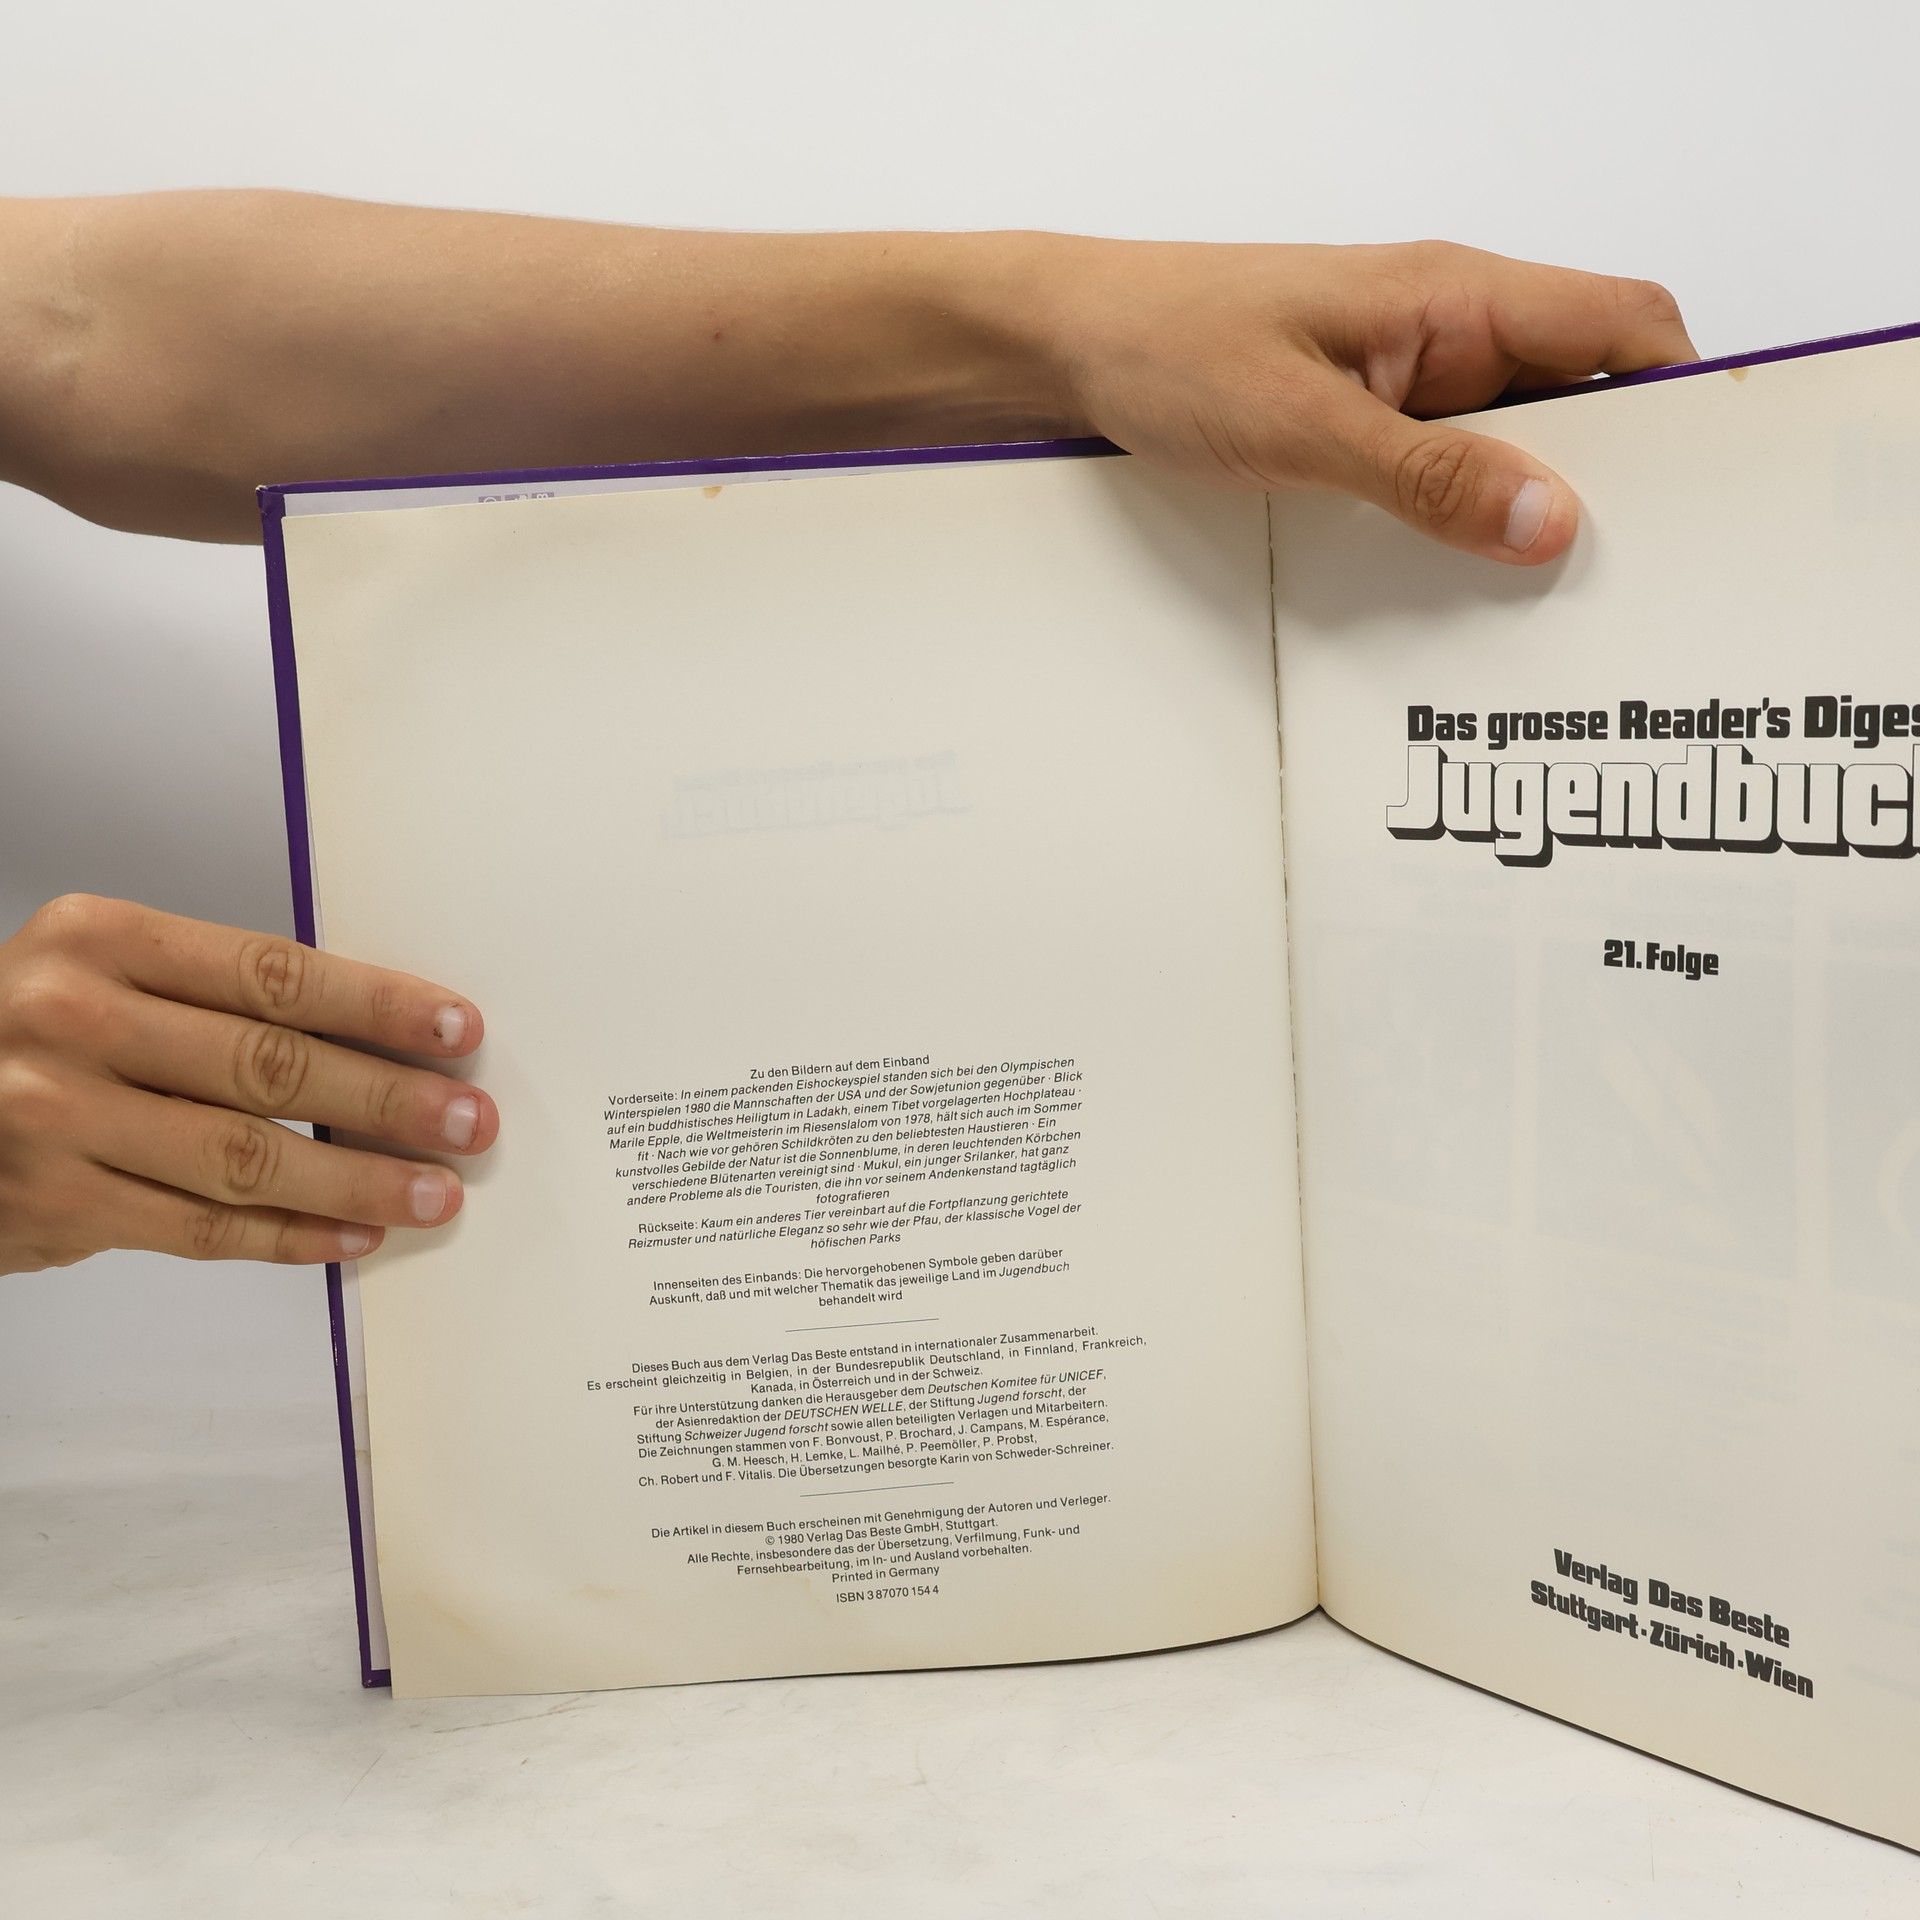 Zu den Bildern auf dem Einband
Vorderseite: In einem packenden Eishockeyspiel standen sich bei den Olympischen
Winterspielen 1980 die Mannschaften der USA und der Sowjetunion gegenüber · Blick
auf ein buddhistisches Heiligtum in Ladakh, einem Tibet vorgelagerten Hochplateau ·
Marile Epple, die Weltmeisterin im Riesenslalom von 1978, hält sich auch im Sommer
fit · Nach wie vor gehören Schildkröten zu den beliebtesten Haustieren · Ein
kunstvolles Gebilde der Natur ist die Sonnenblume, in deren leuchtenden Körbchen
verschiedene Blütenarten vereinigt sind · Mukul, ein junger Srilanker, hat ganz
andere Probleme als die Touristen, die ihn vor seinem Andenkenstand tagtäglich
fotografieren
Rückseite: Kaum ein anderes Tier vereinbart auf die Fortpflanzung gerichtete
Reizmuster und natürliche Eleganz so sehr wie der Pfau, der klassische Vogel der
höfischen Parks
Innenseiten des Einbands: Die hervorgehobenen Symbole geben darüber
Auskunft, daß und mit welcher Thematik das jeweilige Land im Jugendbuch
behandelt wird
Dieses Buch aus dem Verlag Das Beste entstand in internationaler Zusammenarbeit.
Es erscheint gleichzeitig in Belgien, in der Bundesrepublik Deutschland, in Finnland, Frankreich,
Kanada, in Österreich und in der Schweiz.
Für ihre Unterstützung danken die Herausgeber dem Deutschen Komitee für UNICEF,
der Asienredaktion der DEUTSCHEN WELLE, der Stiftung Jugend forscht, der
Stiftung Schweizer Jugend forscht sowie allen beteiligten Verlagen und Mitarbeitern.
Die Zeichnungen stammen von F. Bonvoust, P. Brochard, J. Campans, M. Espérance,
G. M. Heesch, H. Lemke, L. Mailhé, P. Peemöller, P. Probst,
Ch. Robert und F. Vitalis. Die Übersetzungen besorgte Karin von Schweder-Schreiner.
Die Artikel in diesem Buch erscheinen mit Genehmigung der Autoren und Verleger.
© 1980 Verlag Das Beste GmbH, Stuttgart.
Alle Rechte, insbesondere das der Übersetzung, Verfilmung, Funk- und
Fernsehbearbeitung, im In- und Ausland vorbehalten.
Printed in Germany
ISBN 3 87070 154 4
Das grosse Reader's Diges
Jugendbuc
21. Folge
Verlag Das Beste
Stuttgart · Zürich · Wien